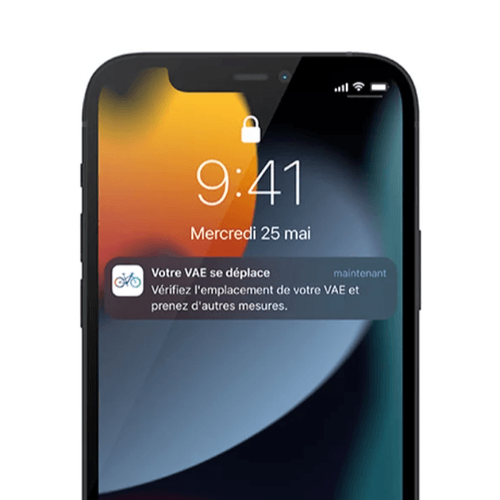 9:41
Mercredi 25 mai
Votre VAE se déplace maintenant
Vérifiez l'emplacement de votre VAE et
prenez d'autres mesures.